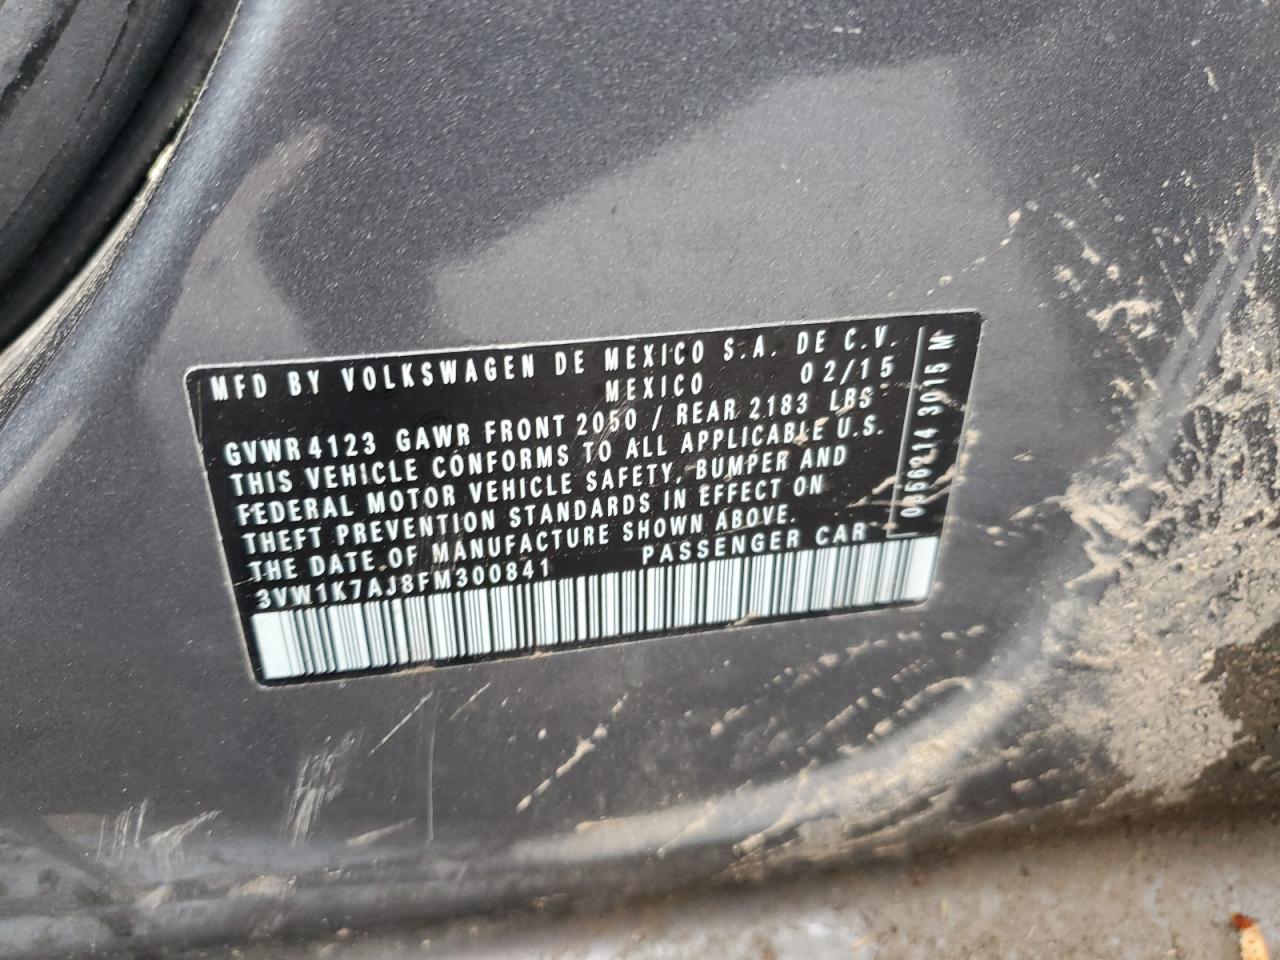 MFD BY VOLKSWAGEN DE MEXICO S.A. DE C.V.
MEXICO 02/15
GVWR 4123 GAWR FRONT 2050 / REAR 2183 LBS
THIS VEHICLE CONFORMS TO ALL APPLICABLE U.S.
FEDERAL MOTOR VEHICLE SAFETY, BUMPER AND
THEFT PREVENTION STANDARDS IN EFFECT ON
THE DATE OF MANUFACTURE SHOWN ABOVE.
3VW1K7AJ8FM300841 PASSENGER CAR
3015 M